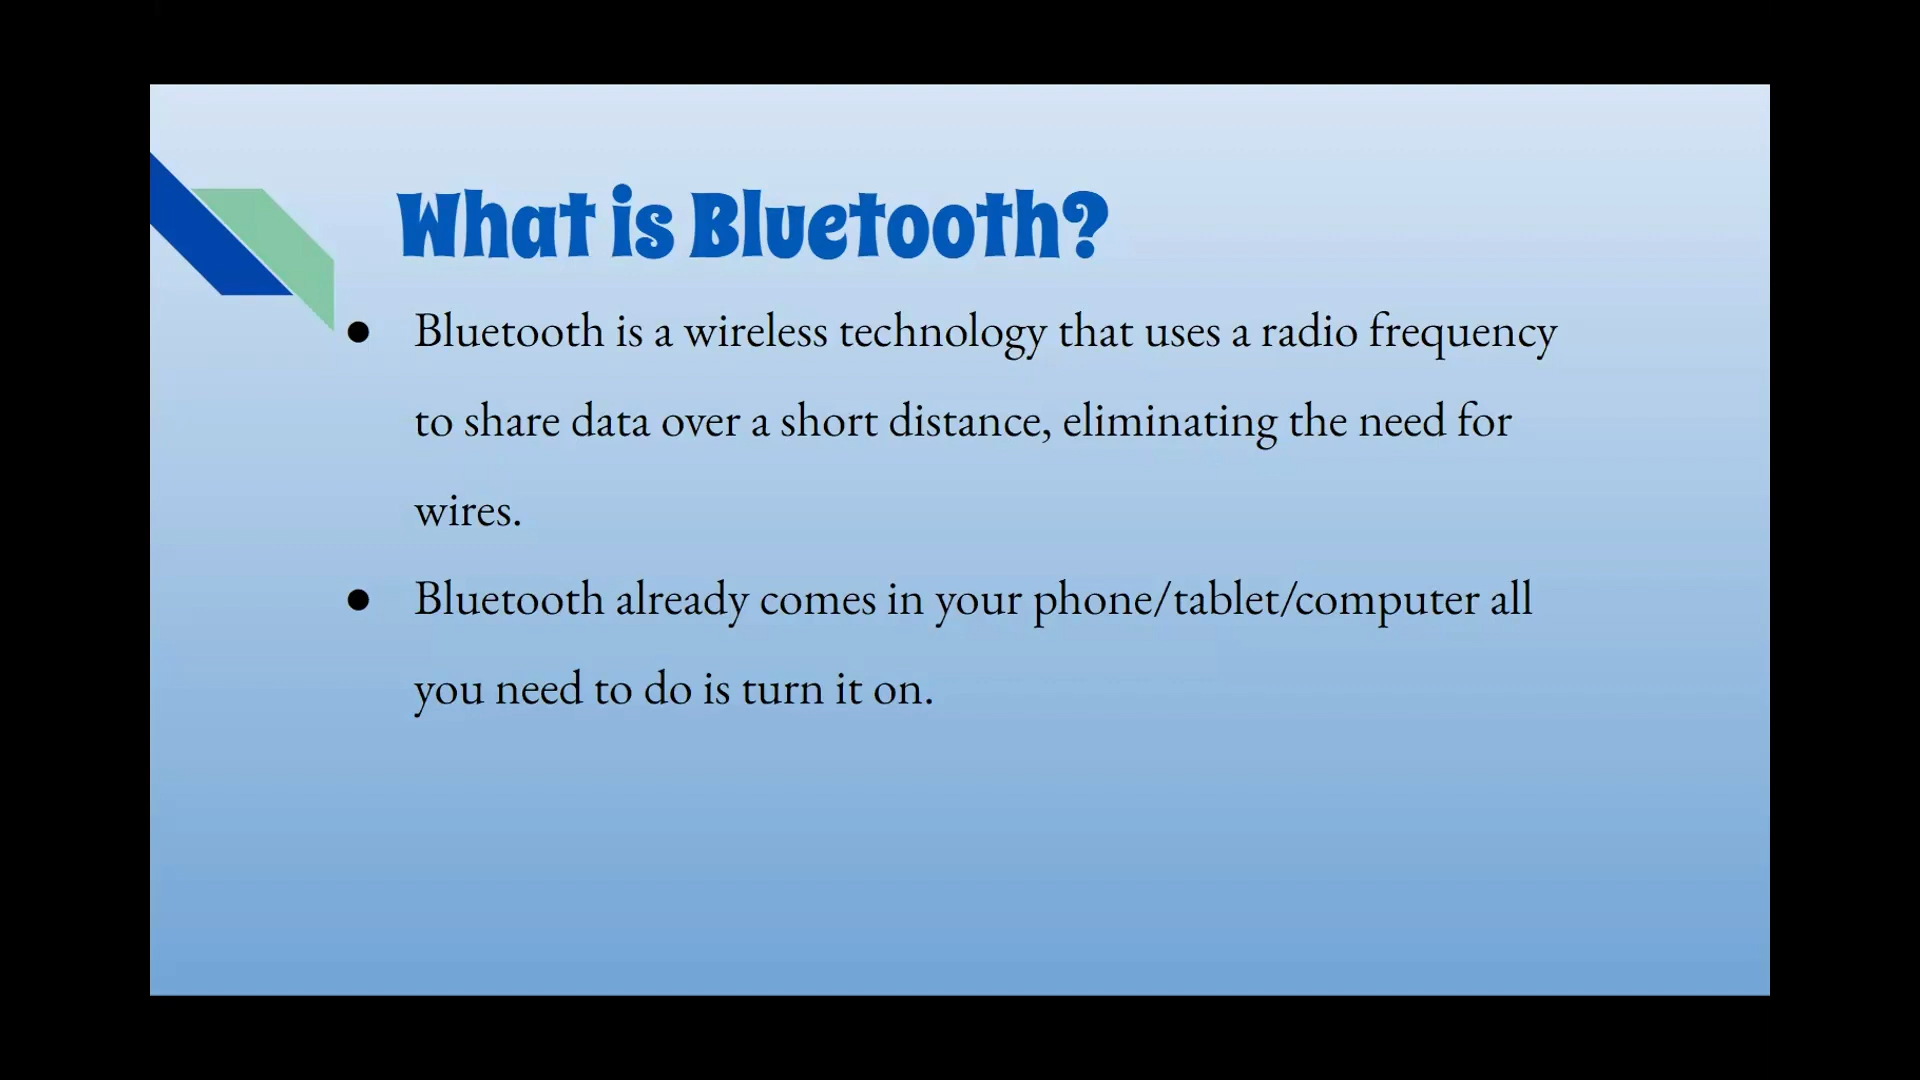 What is Bluetooth?
● Bluetooth is a wireless technology that uses a radio frequency
to share data over a short distance, eliminating the need for
wires.
● Bluetooth already comes in your phone/tablet/computer all
you need to do is turn it on.